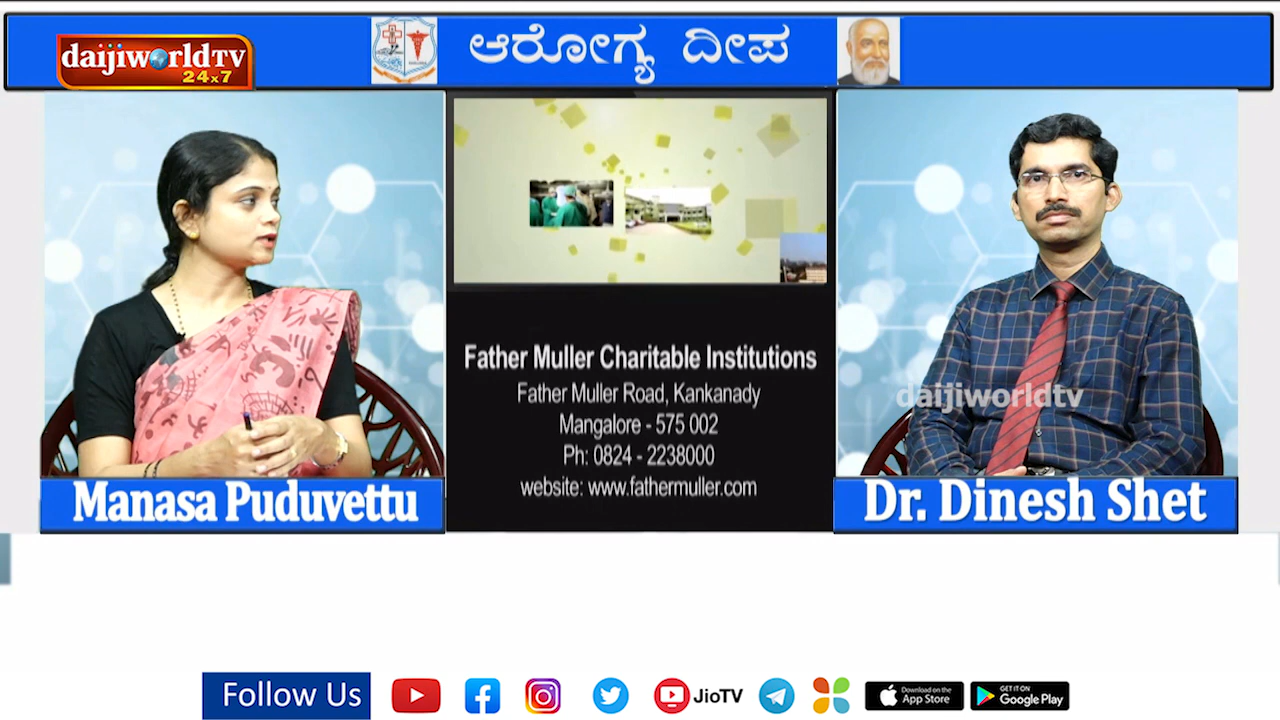 daijiworldTV
24x7
ಆರೋಗ್ಯ ದೀಪ
Father Muller Charitable Institutions
Father Muller Road, Kankanady
Mangalore - 575 002
Ph: 0824 - 2238000
website: www.fathermuller.com
daijiworldtv
Manasa Puduvettu
Dr. Dinesh Shet
Follow Us
JioTV
Download on the
App Store
GET IT ON
Google Play